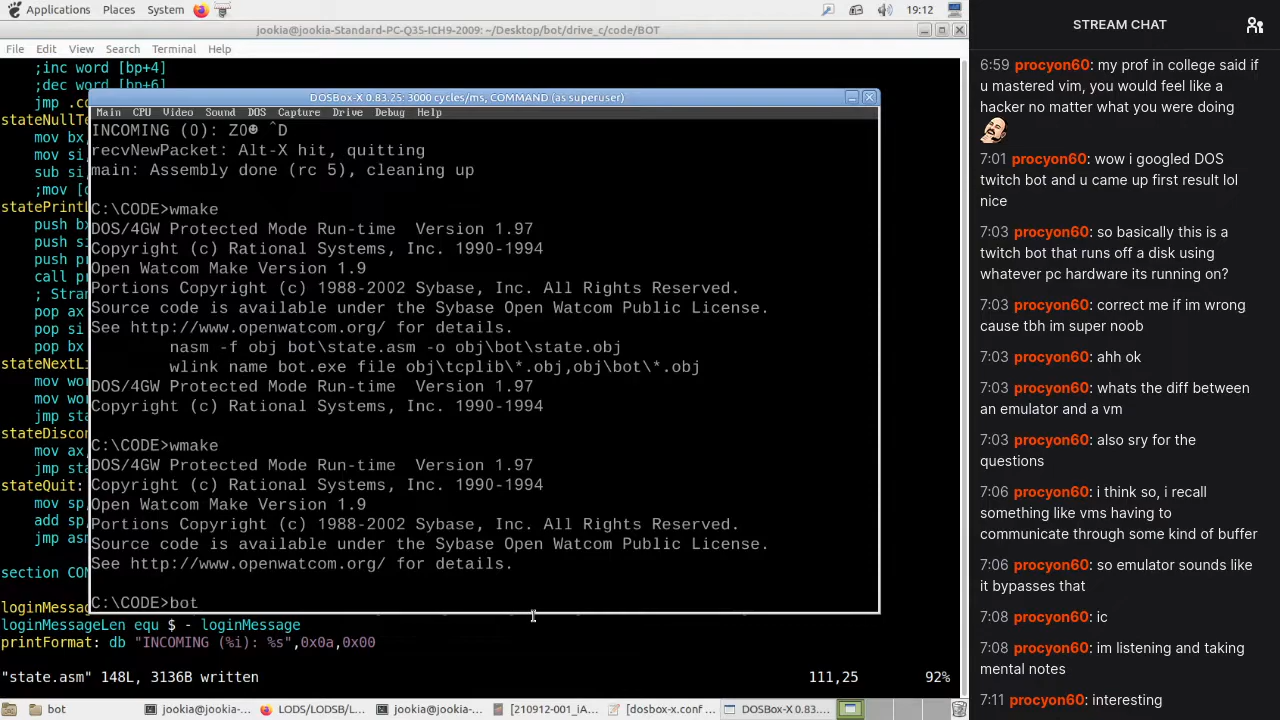 Applications Places System 19:12
jookia@jookia-Standard-PC-Q35-ICH9-2009: ~/Desktop/bot/drive_c/code/BOT
File Edit View Search Terminal Help
;inc word [bp+4]
;dec word [bp+6]
jmp .co
stateNullTe
mov bx,
mov si,
sub si,
;mov [c
statePrintL
push bx
push si
push pr
call pr
; Stran
pop ax
pop si
pop bx
stateNextLi
mov wor
mov wor
jmp sta
stateDiscon
mov ax,
jmp sta
stateQuit:
mov sp,
add sp,
jmp asm
section COD
loginMessag
loginMessageLen equ $ - loginMessage
printFormat: db "INCOMING (%i): %s",0x0a,0x00
"state.asm" 148L, 3136B written 111,25 92%
DOSBox-X 0.83.25: 3000 cycles/ms, COMMAND (as superuser)
Main CPU Video Sound DOS Capture Drive Debug Help
INCOMING (0): Z0☻ ^D
recvNewPacket: Alt-X hit, quitting
main: Assembly done (rc 5), cleaning up
C:\CODE>wmake
DOS/4GW Protected Mode Run-time Version 1.97
Copyright (c) Rational Systems, Inc. 1990-1994
Open Watcom Make Version 1.9
Portions Copyright (c) 1988-2002 Sybase, Inc. All Rights Reserved.
Source code is available under the Sybase Open Watcom Public License.
See http://www.openwatcom.org/ for details.
nasm -f obj bot\state.asm -o obj\bot\state.obj
wlink name bot.exe file obj\tcplib\*.obj,obj\bot\*.obj
DOS/4GW Protected Mode Run-time Version 1.97
Copyright (c) Rational Systems, Inc. 1990-1994
C:\CODE>wmake
DOS/4GW Protected Mode Run-time Version 1.97
Copyright (c) Rational Systems, Inc. 1990-1994
Open Watcom Make Version 1.9
Portions Copyright (c) 1988-2002 Sybase, Inc. All Rights Reserved.
Source code is available under the Sybase Open Watcom Public License.
See http://www.openwatcom.org/ for details.
C:\CODE>bot
bot jookia@jookia-... LODS/LODSB/L... jookia@jookia-... [210912-001_iA... [dosbox-x.conf ... DOSBox-X 0.83...
STREAM CHAT
6:59 procyon60: my prof in college said if
u mastered vim, you would feel like a
hacker no matter what you were doing
7:01 procyon60: wow i googled DOS
twitch bot and u came up first result lol
nice
7:03 procyon60: so basically this is a
twitch bot that runs off a disk using
whatever pc hardware its running on?
7:03 procyon60: correct me if im wrong
cause tbh im super noob
7:03 procyon60: ahh ok
7:03 procyon60: whats the diff between
an emulator and a vm
7:03 procyon60: also sry for the
questions
7:06 procyon60: i think so, i recall
something like vms having to
communicate through some kind of buffer
7:06 procyon60: so emulator sounds like
it bypasses that
7:08 procyon60: ic
7:08 procyon60: im listening and taking
mental notes
7:11 procyon60: interesting